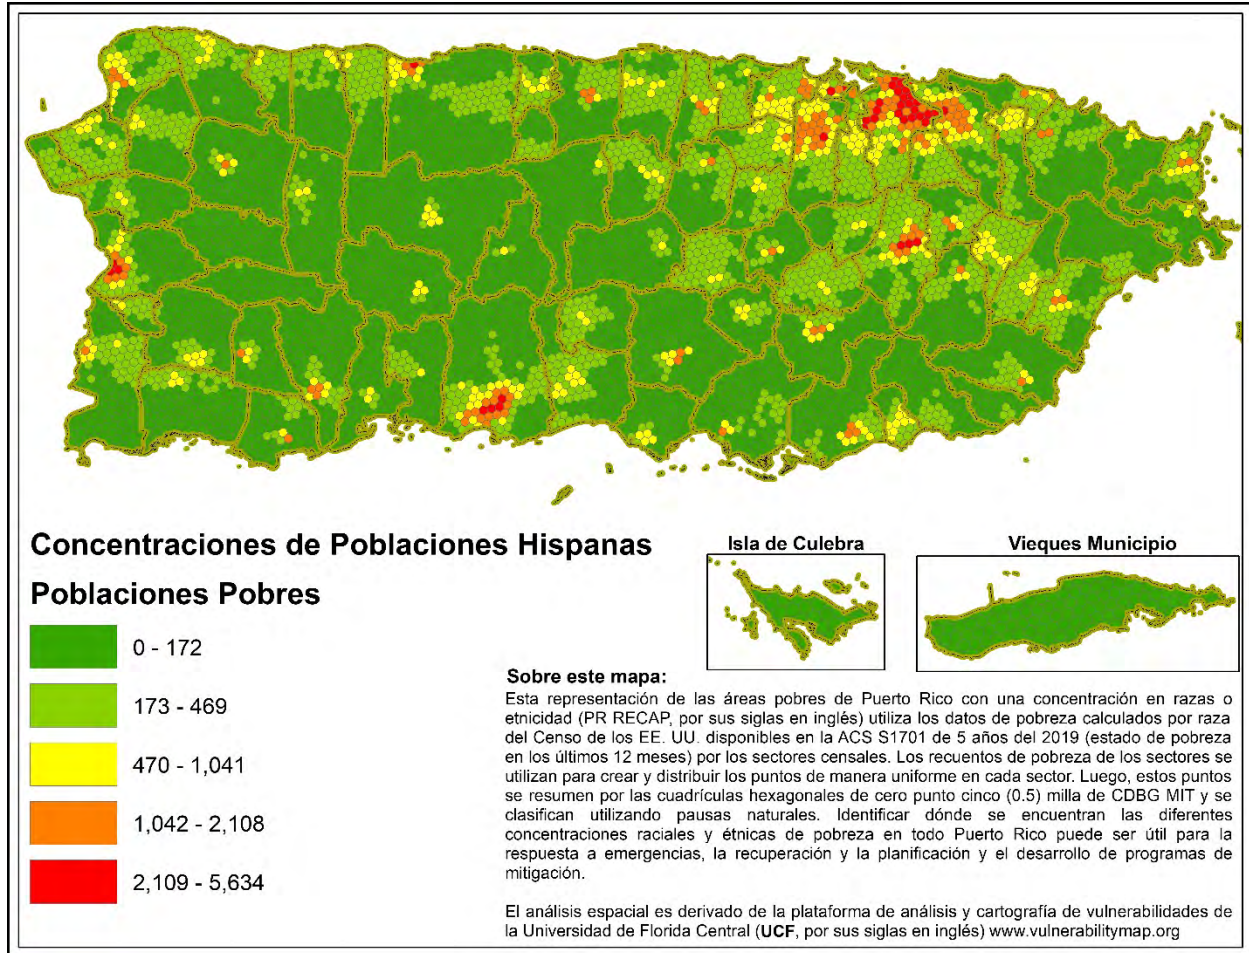 Concentraciones de Poblaciones Hispanas
Poblaciones Pobres
0 - 172
173 - 469
470 - 1,041
1,042 - 2,108
2,109 - 5,634
Isla de Culebra
Vieques Municipio
Sobre este mapa:
Esta representación de las áreas pobres de Puerto Rico con una concentración en razas o
etnicidad (PR RECAP, por sus siglas en inglés) utiliza los datos de pobreza calculados por raza
del Censo de los EE. UU. disponibles en la ACS S1701 de 5 años del 2019 (estado de pobreza
en los últimos 12 meses) por los sectores censales. Los recuentos de pobreza de los sectores se
utilizan para crear y distribuir los puntos de manera uniforme en cada sector. Luego, estos puntos
se resumen por las cuadrículas hexagonales de cero punto cinco (0.5) milla de CDBG MIT y se
clasifican utilizando pausas naturales. Identificar dónde se encuentran las diferentes
concentraciones raciales y étnicas de pobreza en todo Puerto Rico puede ser útil para la
respuesta a emergencias, la recuperación y la planificación y el desarrollo de programas de
mitigación.
El análisis espacial es derivado de la plataforma de análisis y cartografía de vulnerabilidades de
la Universidad de Florida Central (UCF, por sus siglas en inglés) www.vulnerabilitymap.org